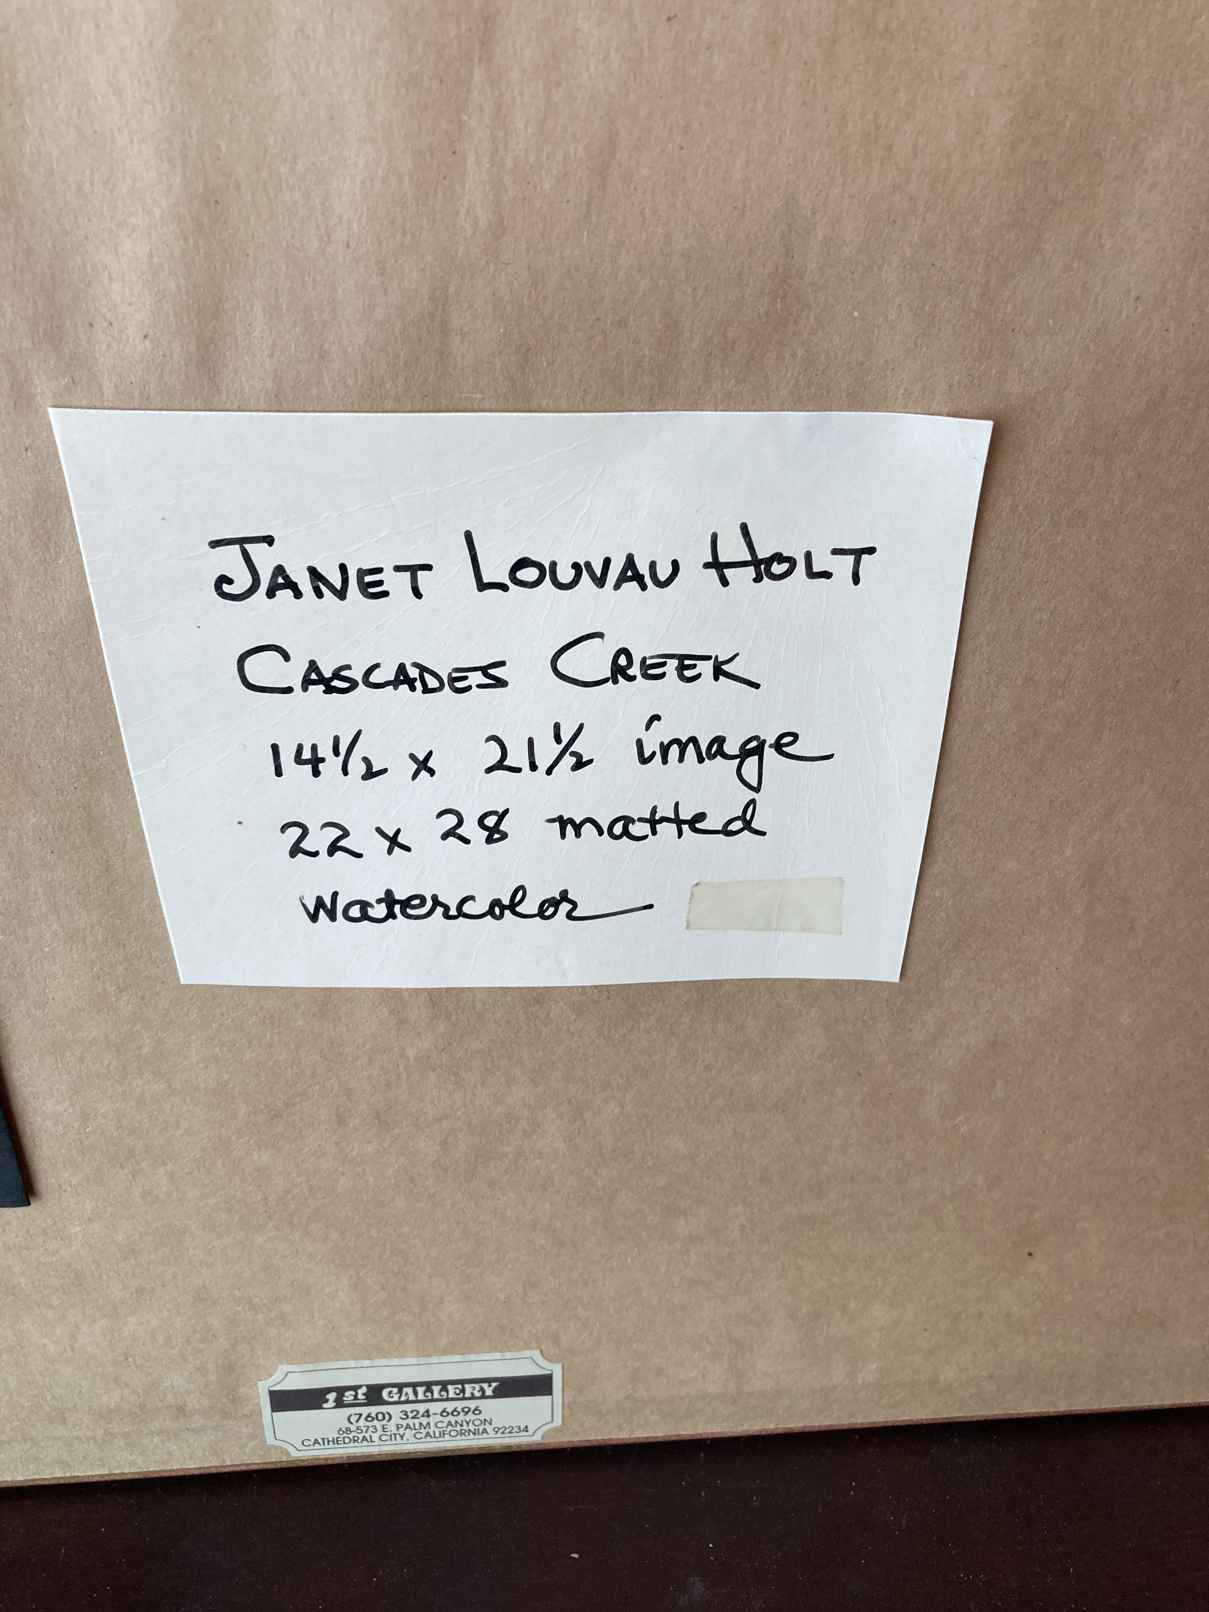 JANET LOUVAU HOLT
CASCADES CREEK
14½ x 21½ image
22 x 28 matted
watercolor
1st GALLERY
(760) 324-6696
68-573 E. PALM CANYON
CATHEDRAL CITY, CALIFORNIA 92234